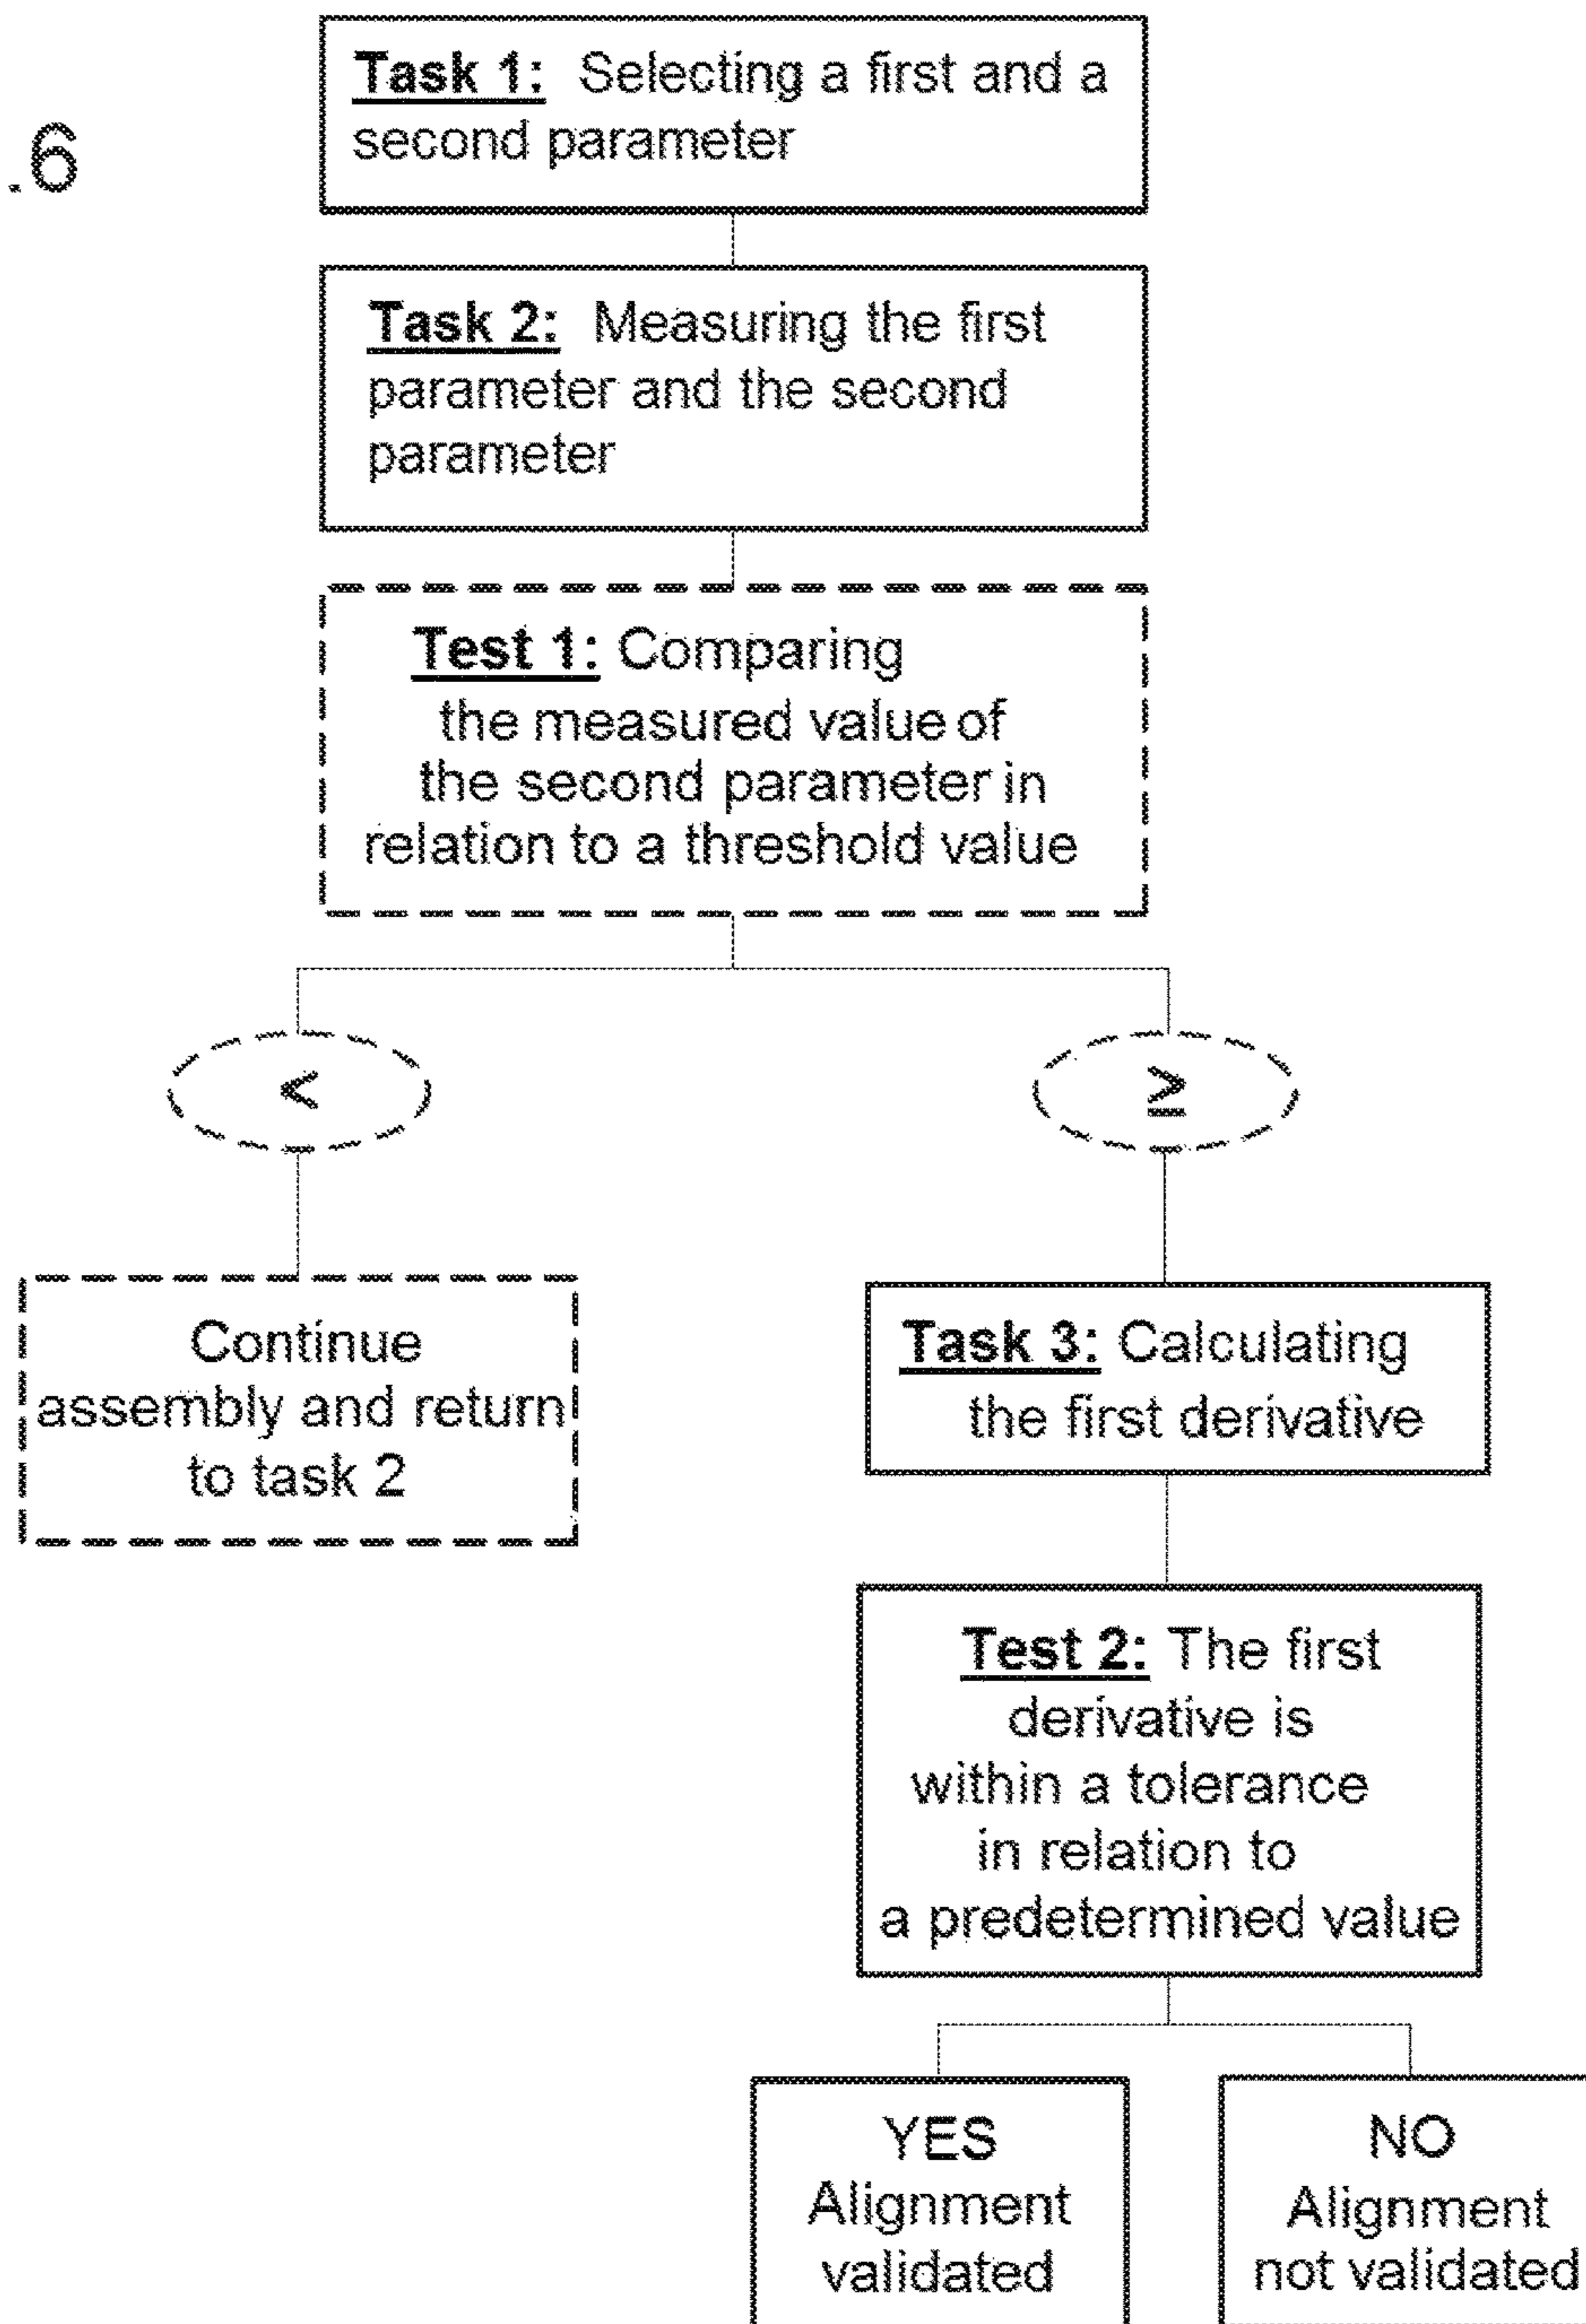 .6
Task 1: Selecting a first and a
second parameter
Task 2: Measuring the first
parameter and the second
parameter
Test 1: Comparing
the measured value of
the second parameter in
relation to a threshold value
<
≥
Continue
assembly and return
to task 2
Task 3: Calculating
the first derivative
Test 2: The first
derivative is
within a tolerance
in relation to
a predetermined value
YES
Alignment
validated
NO
Alignment
not validated